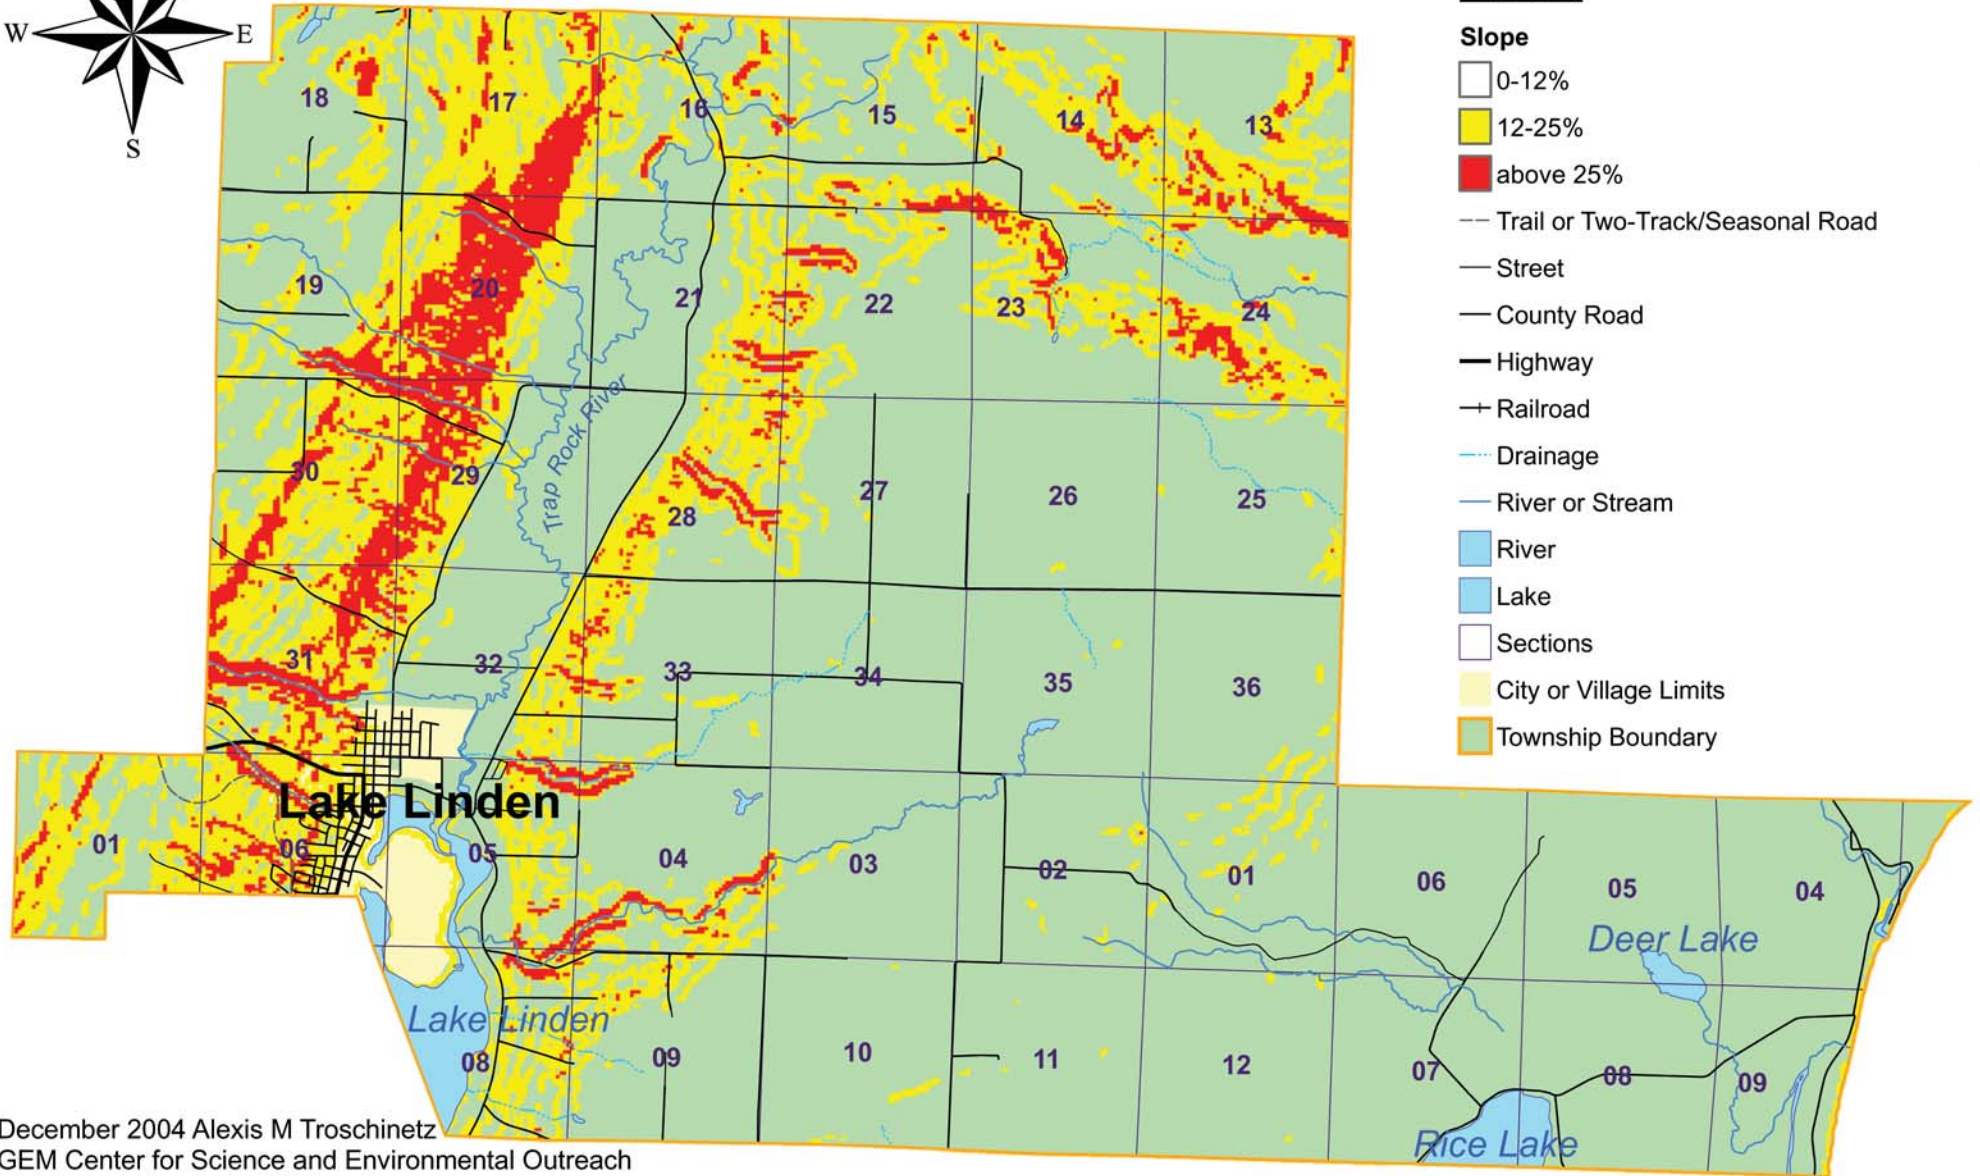 W
E
S
Slope
0-12%
12-25%
above 25%
Trail or Two-Track/Seasonal Road
Street
County Road
Highway
Railroad
Drainage
River or Stream
River
Lake
Sections
City or Village Limits
Township Boundary
18 17 16 15 14 13
19 20 21 22 23 24
Trap Rock River
30 29 28 27 26 25
31 32 33 34 35 36
Lake Linden
01 06 05 04 03 02 01 06 05 04
Deer Lake
Lake Linden
08 09 10 11 12 07 08 09
Rice Lake
December 2004 Alexis M Troschinetz
GEM Center for Science and Environmental Outreach